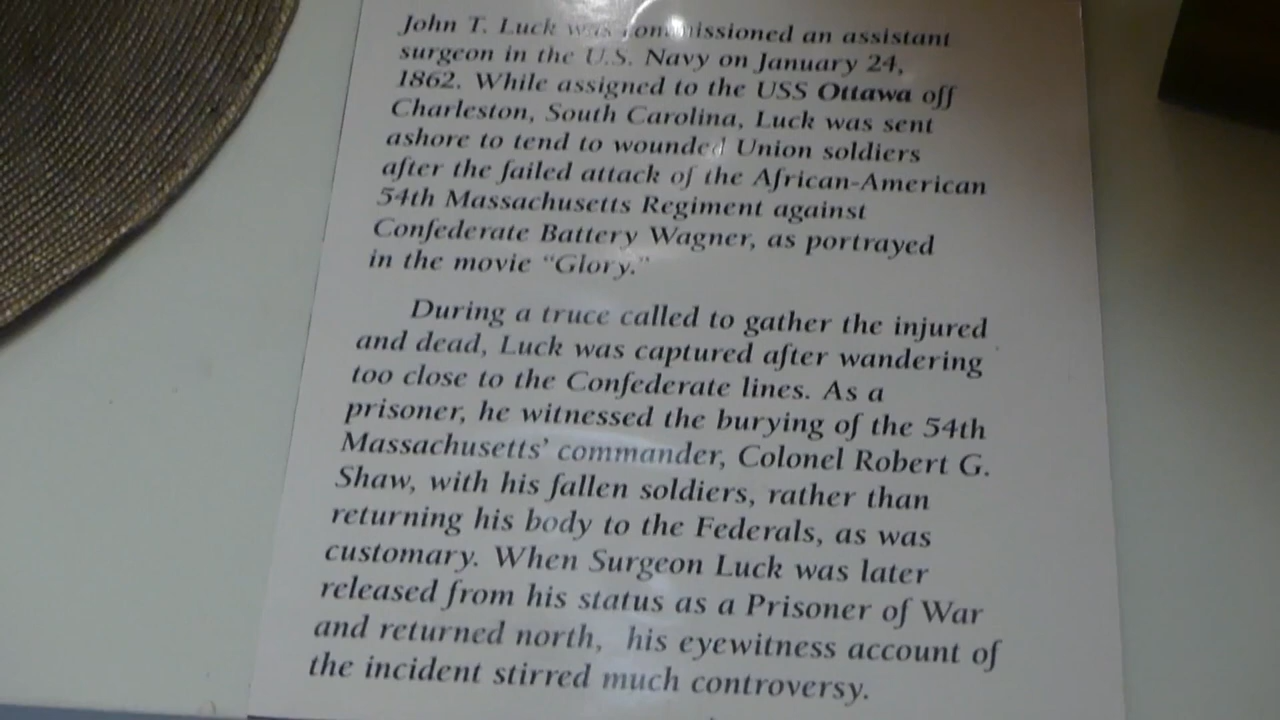 John T. Luck was commissioned an assistant
surgeon in the U.S. Navy on January 24,
1862. While assigned to the USS Ottawa off
Charleston, South Carolina, Luck was sent
ashore to tend to wounded Union soldiers
after the failed attack of the African-American
54th Massachusetts Regiment against
Confederate Battery Wagner, as portrayed
in the movie “Glory.”
During a truce called to gather the injured
and dead, Luck was captured after wandering
too close to the Confederate lines. As a
prisoner, he witnessed the burying of the 54th
Massachusetts’ commander, Colonel Robert G.
Shaw, with his fallen soldiers, rather than
returning his body to the Federals, as was
customary. When Surgeon Luck was later
released from his status as a Prisoner of War
and returned north, his eyewitness account of
the incident stirred much controversy.